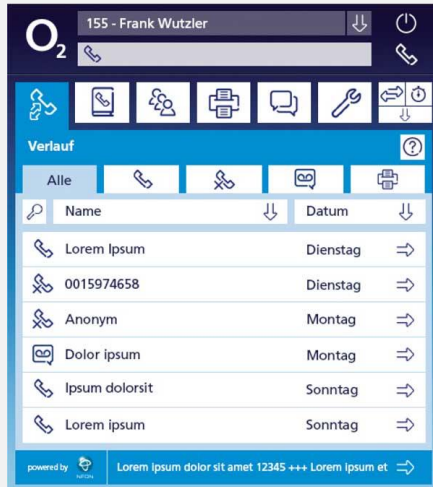 O2
155 - Frank Wutzler
Verlauf
?
Alle
Name
Datum
Lorem Ipsum
Dienstag
0015974658
Dienstag
Anonym
Montag
Dolor ipsum
Montag
Ipsum dolorsit
Sonntag
Lorem ipsum
Sonntag
powered by NFON Lorem ipsum dolor sit amet 12345 +++ Lorem ipsum et